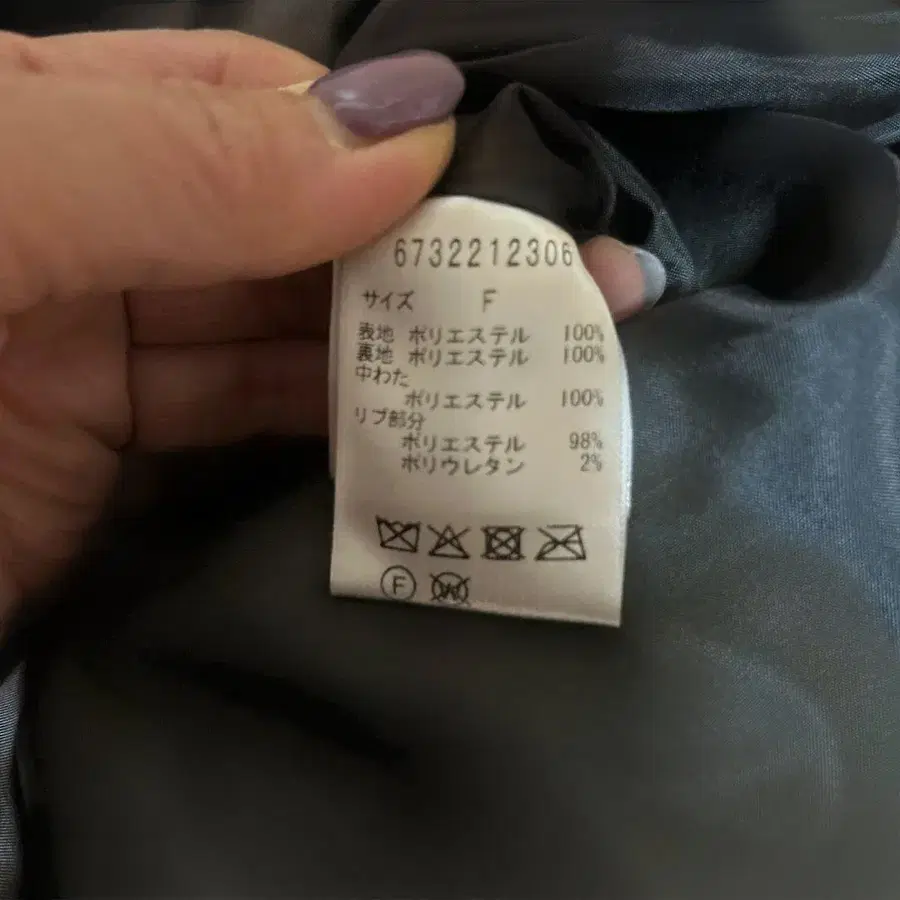 6732212306
サイズ F
表地 ポリエステル 100%
裏地 ポリエステル 100%
中わた
ポリエステル 100%
リブ部分
ポリエステル 98%
ポリウレタン 2%
F W